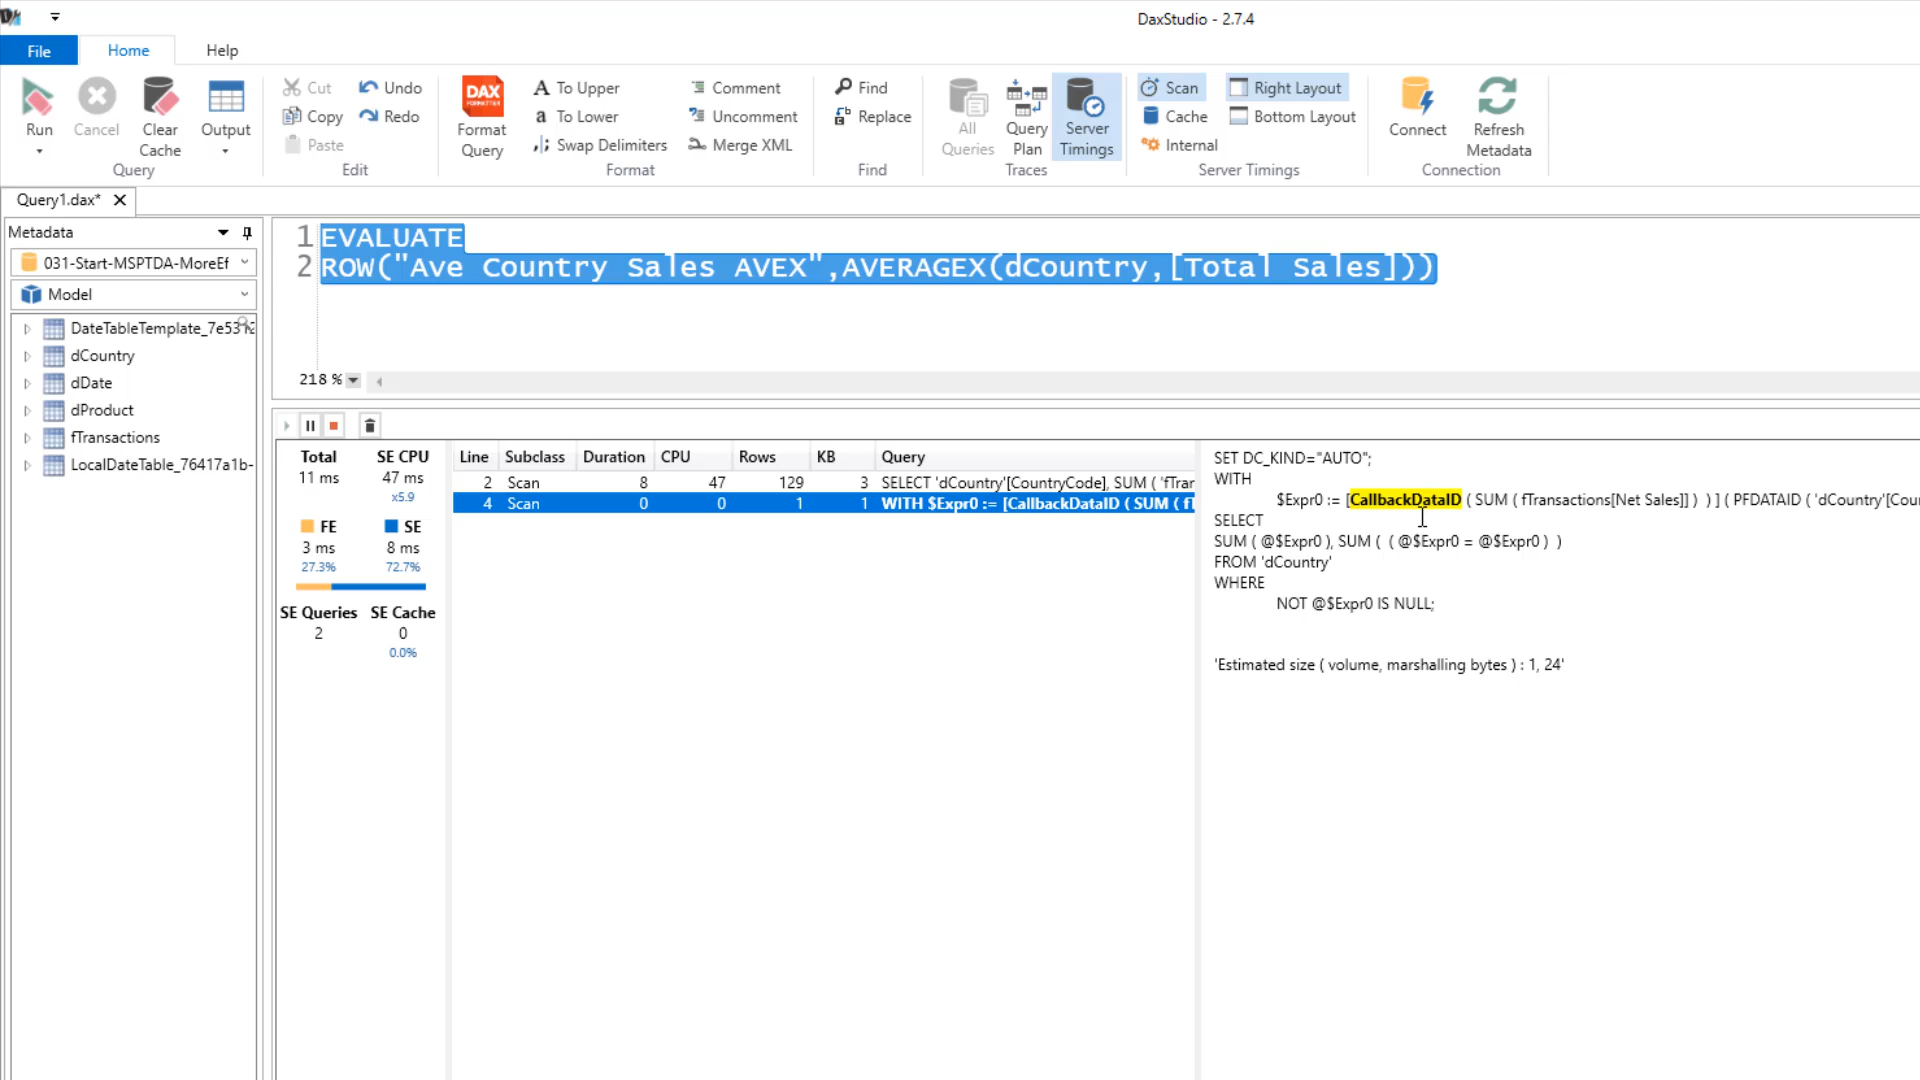 DaxStudio - 2.7.4
File Home Help
Run
Cancel
Clear Cache
Output
Query
Cut
Copy
Paste
Undo
Redo
Edit
DAX FORMATTER
Format Query
A To Upper
a To Lower
Swap Delimiters
Comment
Uncomment
Merge XML
Format
Find
Replace
Find
All Queries
Query Plan
Server Timings
Traces
Scan
Cache
Internal
Right Layout
Bottom Layout
Server Timings
Connect
Refresh Metadata
Connection
Query1.dax*
Metadata
031-Start-MSPTDA-MoreEf
Model
DateTableTemplate_7e53
dCountry
dDate
dProduct
fTransactions
LocalDateTable_76417a1b-
1 EVALUATE
2 ROW("Ave Country Sales AVEX",AVERAGEX(dCountry,[Total Sales]))
218 %
Total SE CPU
11 ms 47 ms
x5.9
FE SE
3 ms 8 ms
27.3% 72.7%
SE Queries SE Cache
2 0
0.0%
Line Subclass Duration CPU Rows KB Query
2 Scan 8 47 129 3 SELECT 'dCountry'[CountryCode], SUM ( 'fTran
4 Scan 0 0 1 1 WITH $Expr0 := [CallbackDataID ( SUM ( fT
SET DC_KIND="AUTO";
WITH
$Expr0 := [CallbackDataID ( SUM ( fTransactions[Net Sales]] ) ) ] ( PFDATAID ( 'dCountry'[Cou
SELECT
SUM ( @$Expr0 ), SUM ( ( @$Expr0 = @$Expr0 ) )
FROM 'dCountry'
WHERE
NOT @$Expr0 IS NULL;
'Estimated size ( volume, marshalling bytes ) : 1, 24'